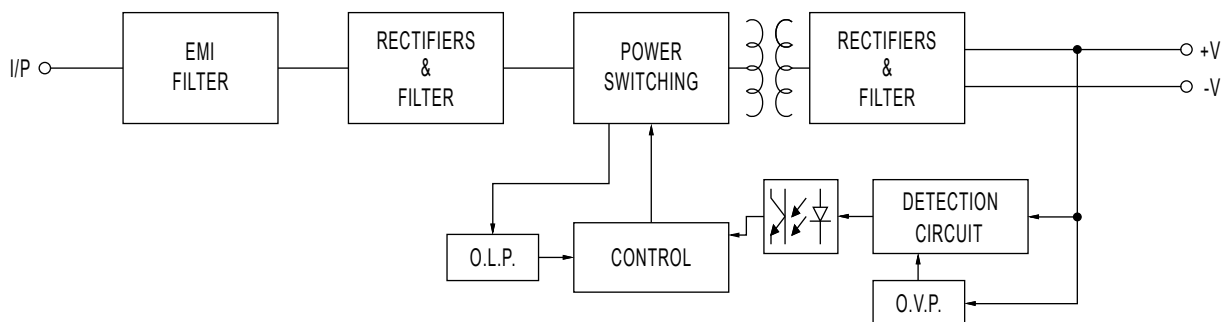 I/P
EMI
FILTER
RECTIFIERS
&
FILTER
POWER
SWITCHING
RECTIFIERS
&
FILTER
+V
-V
O.L.P.
CONTROL
DETECTION
CIRCUIT
O.V.P.